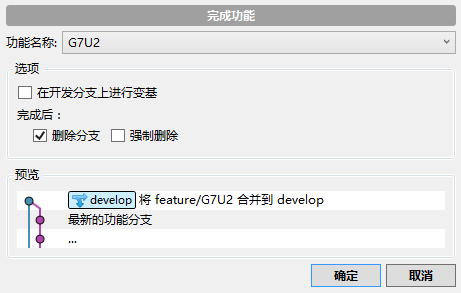 完成功能
功能名称: G7U2
选项
在开发分支上进行变基
完成后：
删除分支 强制删除
预览
develop 将 feature/G7U2 合并到 develop
最新的功能分支
...
确定 取消